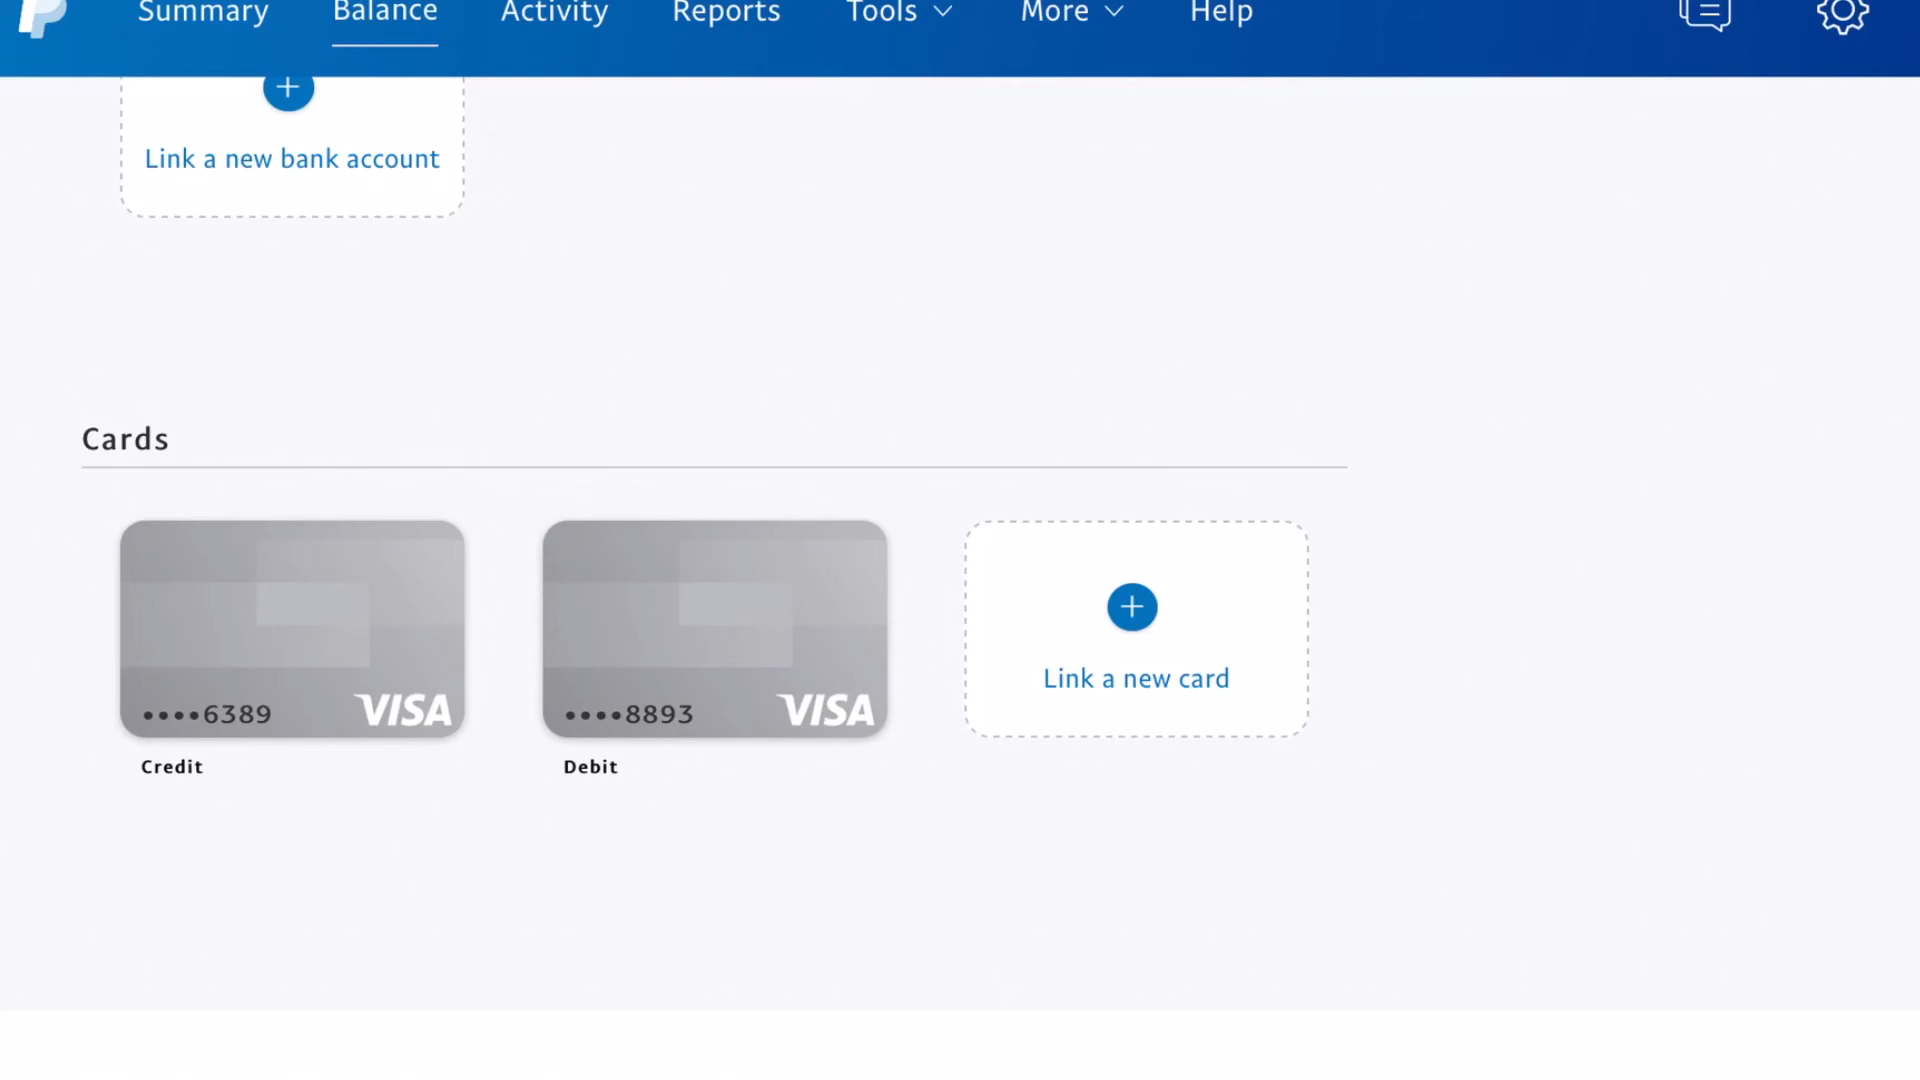 Summary Balance Activity Reports Tools More Help
Link a new bank account
Cards
••••6389 VISA
••••8893 VISA
Link a new card
Credit
Debit